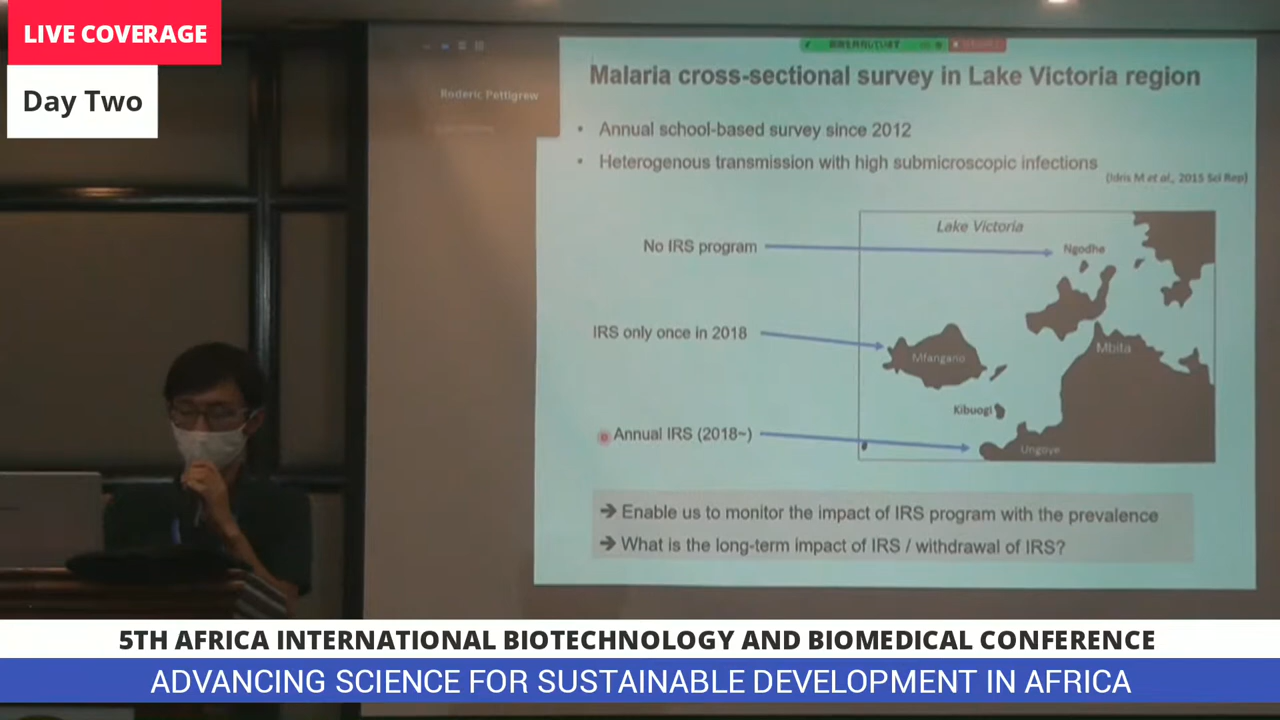 LIVE COVERAGE
Day Two
Roderic Pettigrew
Malaria cross-sectional survey in Lake Victoria region
• Annual school-based survey since 2012
• Heterogenous transmission with high submicroscopic infections
(Idris M et al., 2015 Sci Rep)
Lake Victoria
No IRS program
Ngodhe
IRS only once in 2018
Mfangano
Mbita
Kibuogi
Annual IRS (2018~)
Ungoye
➔ Enable us to monitor the impact of IRS program with the prevalence
➔ What is the long-term impact of IRS / withdrawal of IRS?
5TH AFRICA INTERNATIONAL BIOTECHNOLOGY AND BIOMEDICAL CONFERENCE
ADVANCING SCIENCE FOR SUSTAINABLE DEVELOPMENT IN AFRICA